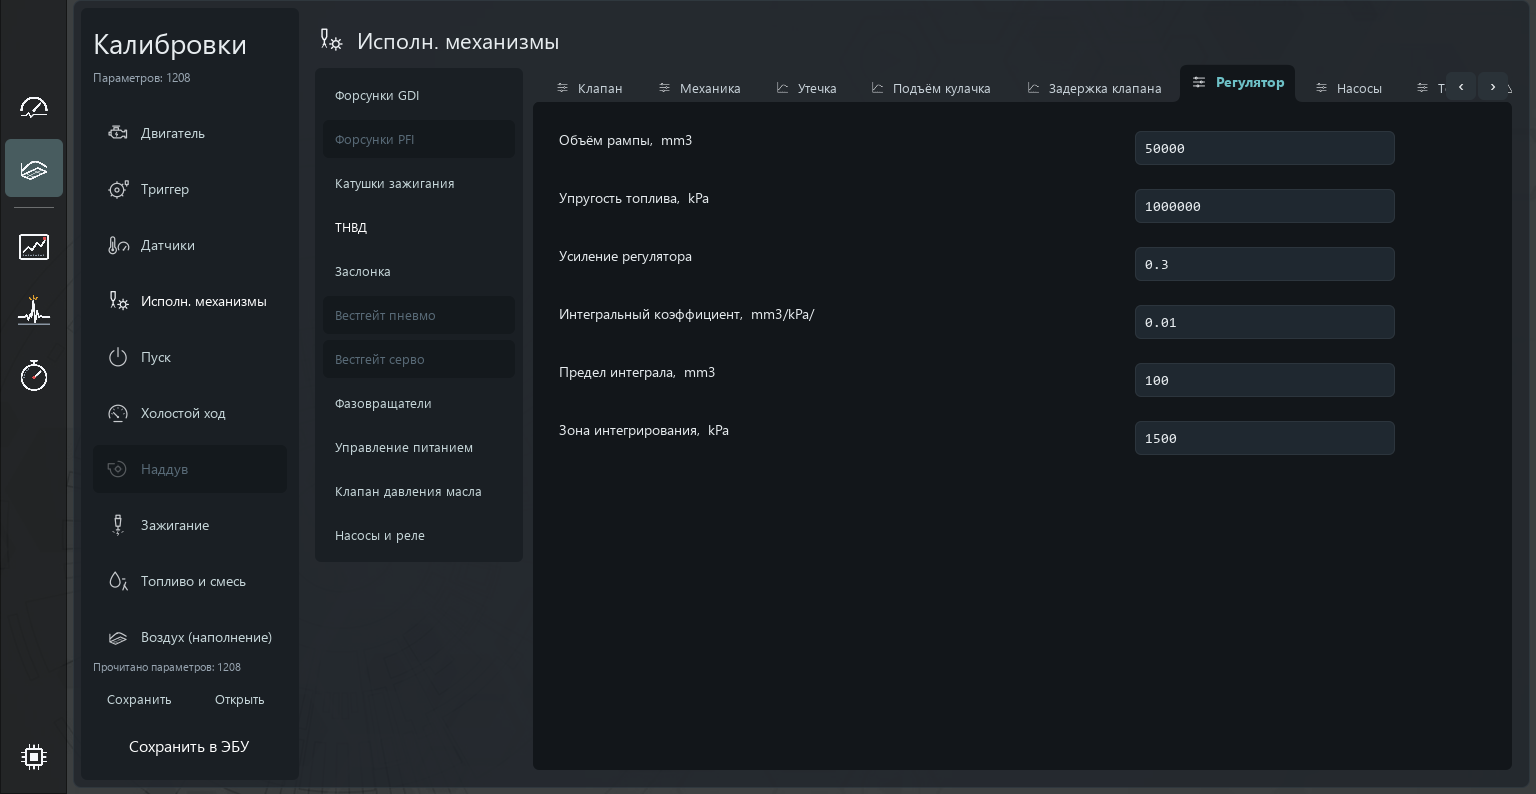 Калибровки
Параметров: 1208
Двигатель
Триггер
Датчики
Исполн. механизмы
Пуск
Холостой ход
Наддув
Зажигание
Топливо и смесь
Воздух (наполнение)
Прочитано параметров: 1208
Сохранить Открыть
Сохранить в ЭБУ
Исполн. механизмы
Форсунки GDI
Форсунки PFI
Катушки зажигания
ТНВД
Заслонка
Вестгейт пневмо
Вестгейт серво
Фазовращатели
Управление питанием
Клапан давления масла
Насосы и реле
Клапан Механика Утечка Подъём кулачка Задержка клапана Регулятор Насосы
Объём рампы, mm3 50000
Упругость топлива, kPa 1000000
Усиление регулятора 0.3
Интегральный коэффициент, mm3/kPa/ 0.01
Предел интеграла, mm3 100
Зона интегрирования, kPa 1500